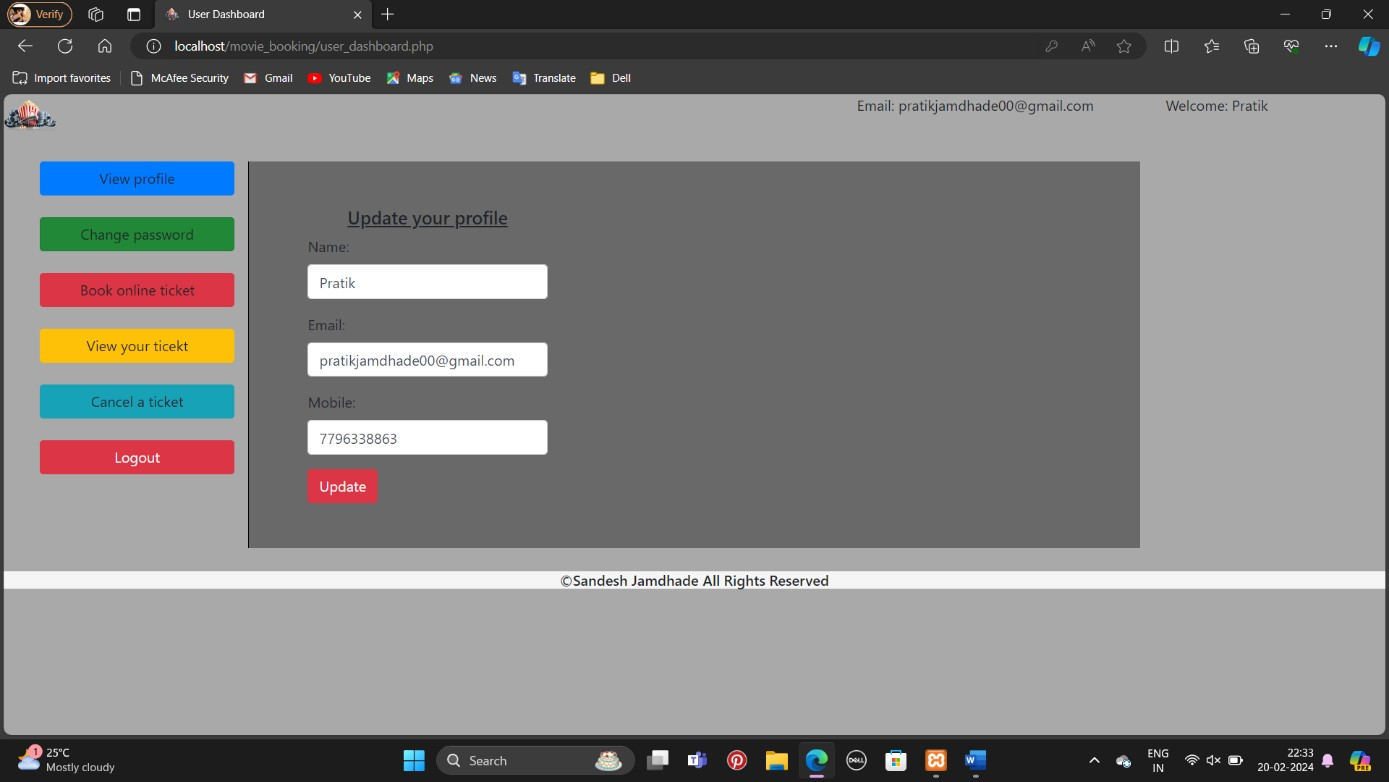 Verify
User Dashboard
localhost/movie_booking/user_dashboard.php
Import favorites
McAfee Security
Gmail
YouTube
Maps
News
Translate
Dell
Email: pratikjamdhade00@gmail.com
Welcome: Pratik
View profile
Change password
Book online ticket
View your ticekt
Cancel a ticket
Logout
Update your profile
Name:
Pratik
Email:
pratikjamdhade00@gmail.com
Mobile:
7796338863
Update
©Sandesh Jamdhade All Rights Reserved
1
25°C
Mostly cloudy
Search
DELL
W
ENG
IN
22:33
20-02-2024
PRE